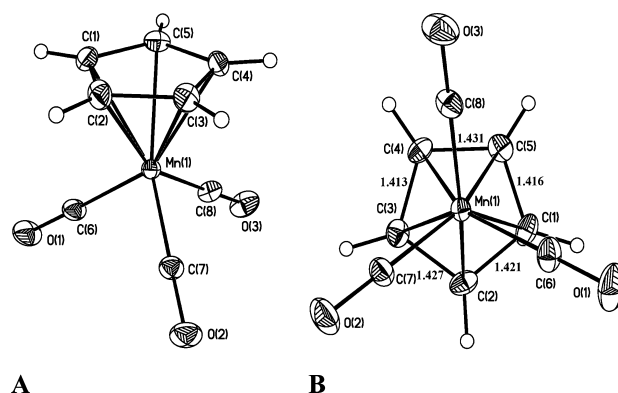 C(1)
C(5)
C(4)
C(2)
C(3)
Mn(1)
C(8)
O(3)
C(6)
O(1)
C(7)
O(2)
A
O(3)
C(8)
1.431
C(4)
C(5)
1.413
1.416
Mn(1)
C(3)
C(1)
C(7)
1.427
1.421
C(2)
C(6)
O(1)
O(2)
B